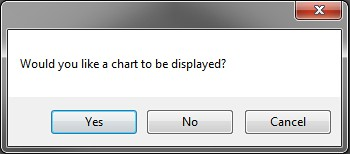 Would you like a chart to be displayed?
Yes No Cancel